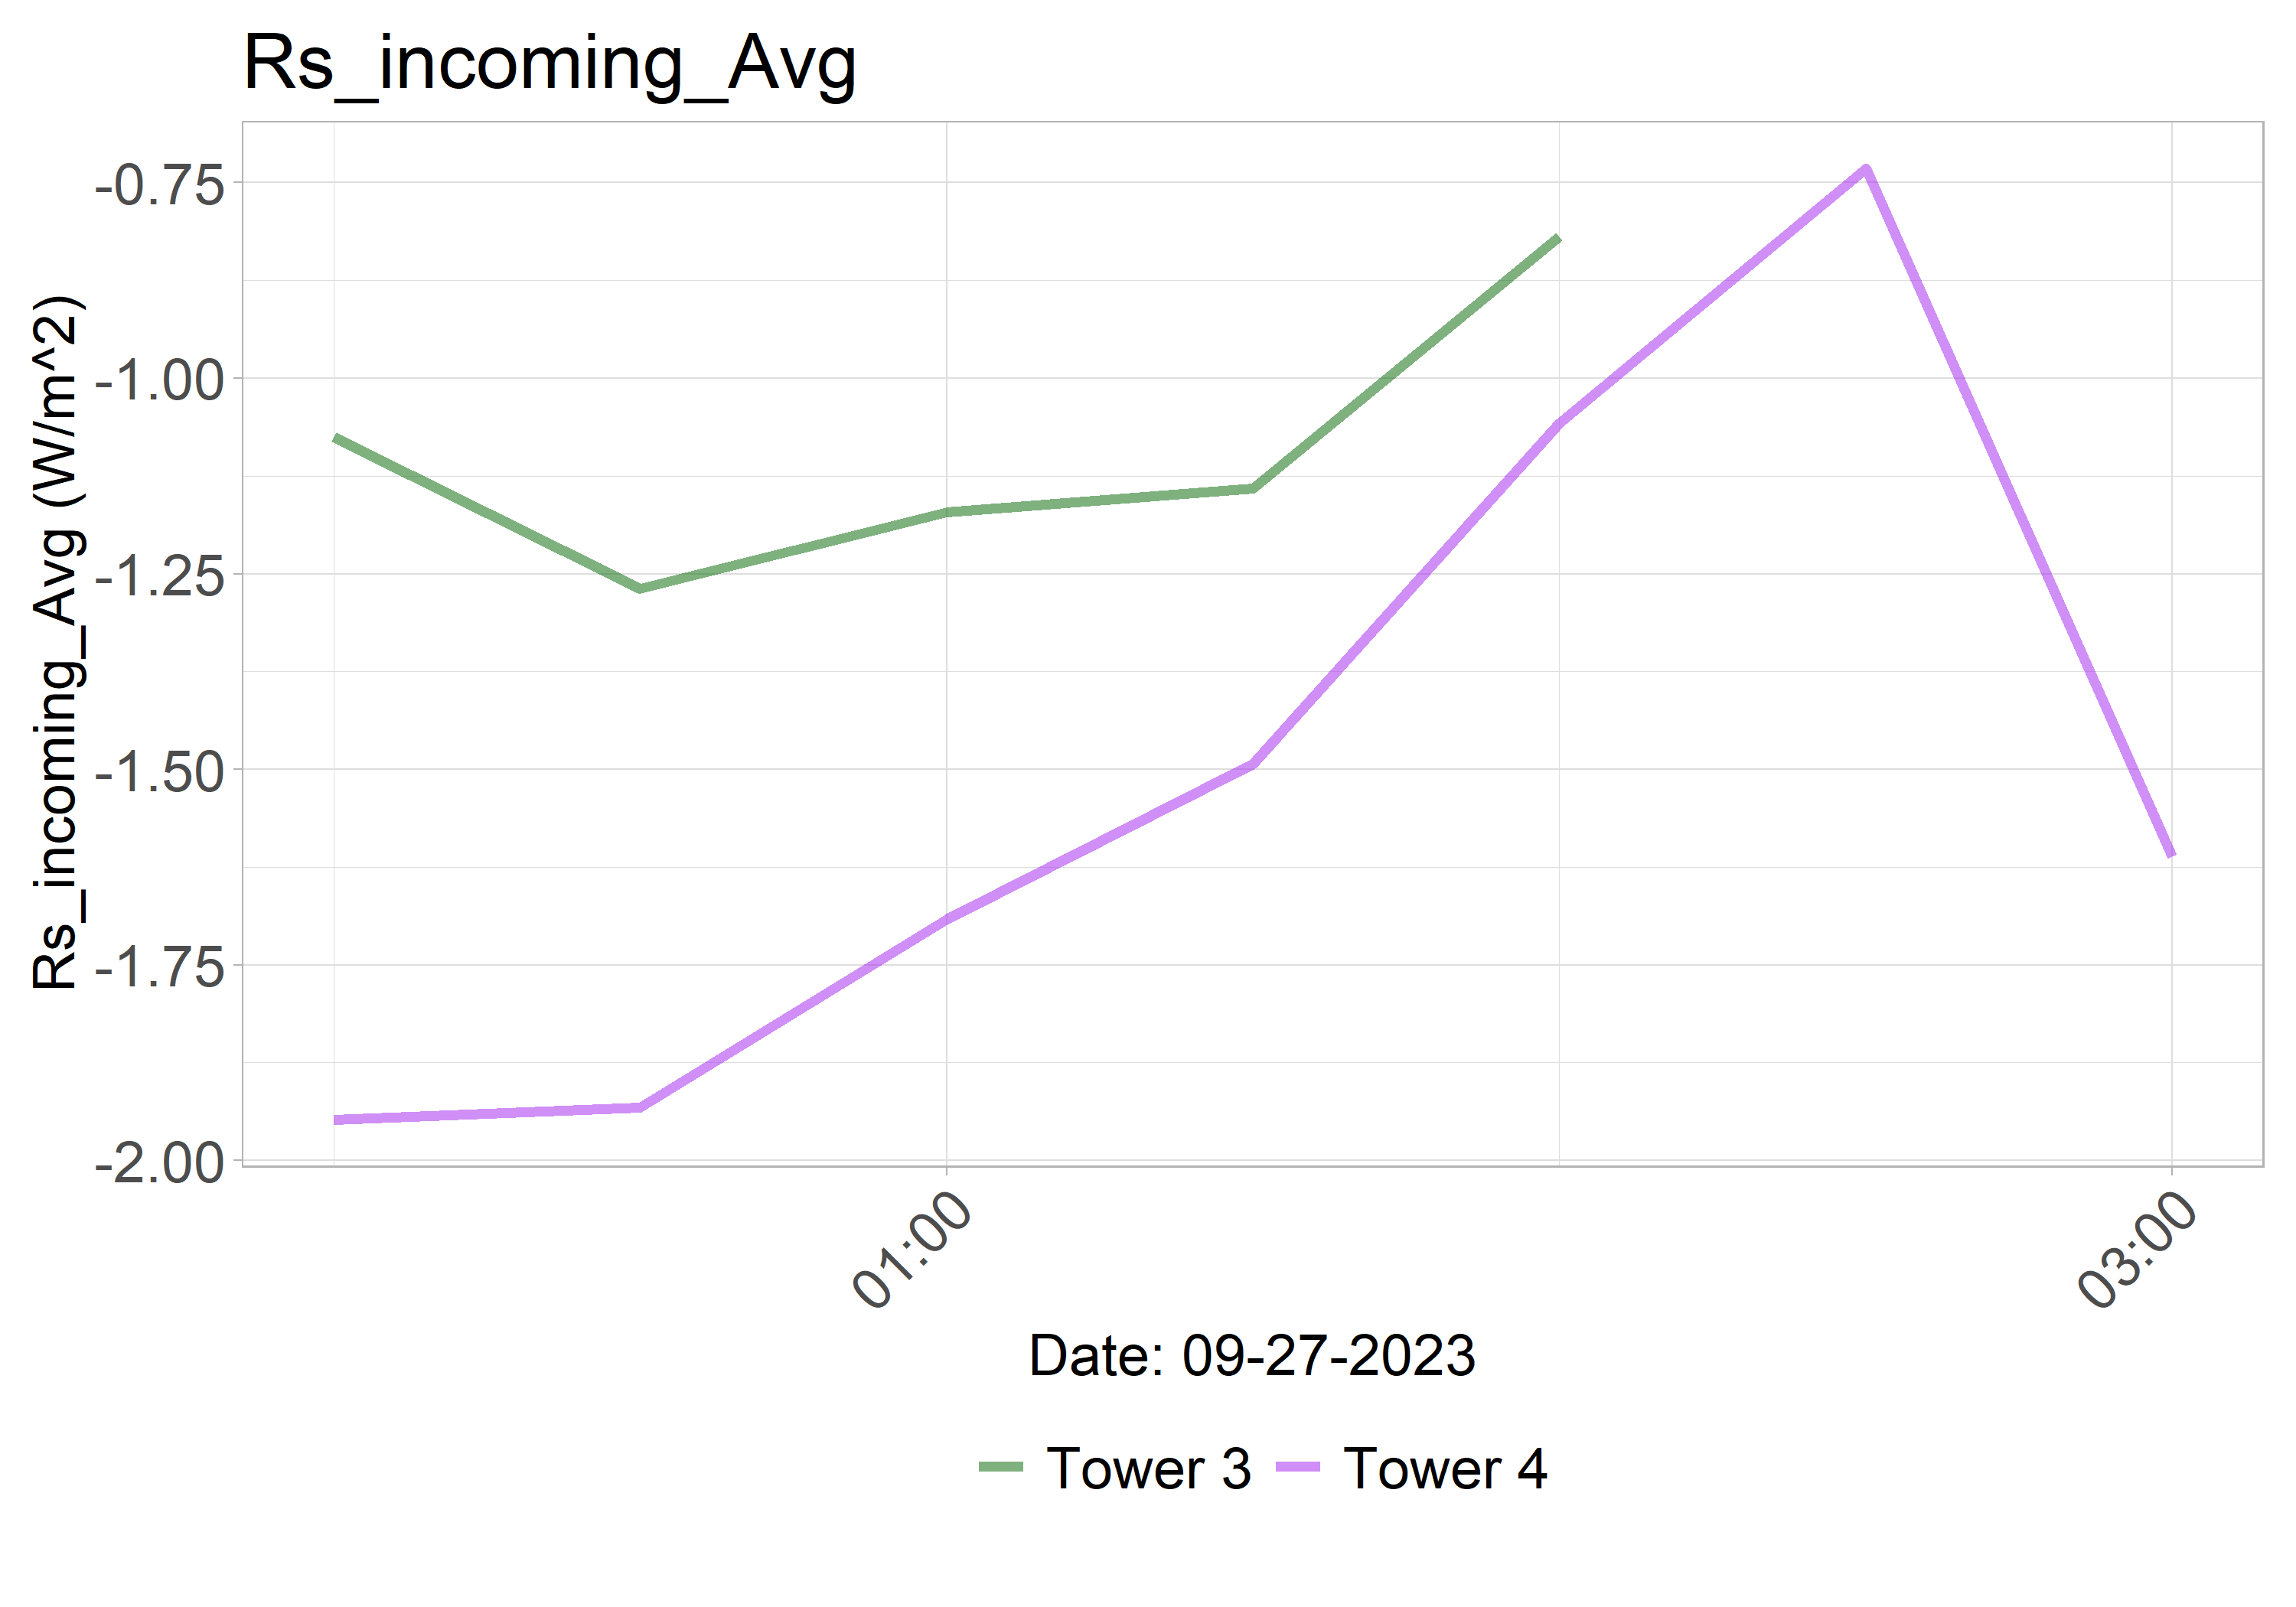 Rs_incoming_Avg
Rs_incoming_Avg (W/m^2)
-0.75
-1.00
-1.25
-1.50
-1.75
-2.00
01:00
03:00
Date: 09-27-2023
Tower 3
Tower 4